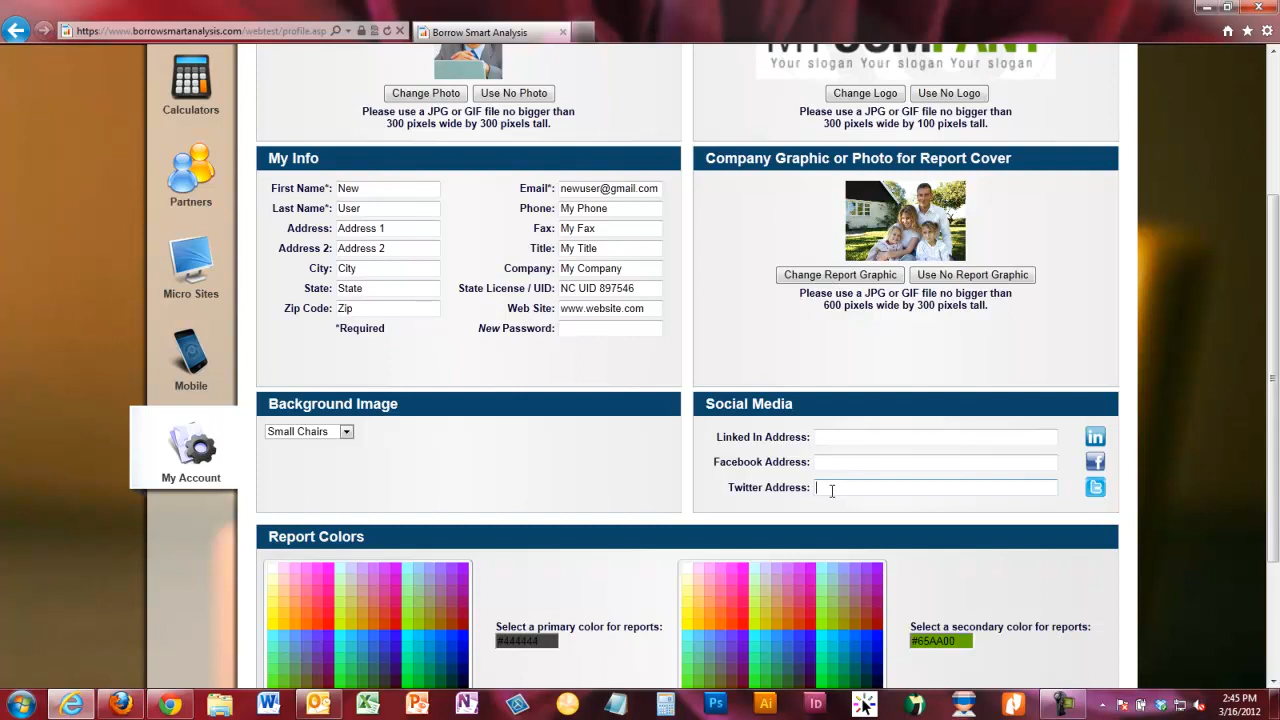 https://www.borrowsmartanalysis.com/webtest/profile.asp
Borrow Smart Analysis
Calculators
Partners
Micro Sites
Mobile
My Account
Change Photo
Use No Photo
Please use a JPG or GIF file no bigger than
300 pixels wide by 300 pixels tall.
MY COMPANY
Your slogan Your slogan Your slogan
Change Logo
Use No Logo
Please use a JPG or GIF file no bigger than
300 pixels wide by 100 pixels tall.
My Info
First Name*: New
Last Name*: User
Address: Address 1
Address 2: Address 2
City: City
State: State
Zip Code: Zip
*Required
Email*: newuser@gmail.com
Phone: My Phone
Fax: My Fax
Title: My Title
Company: My Company
State License / UID: NC UID 897546
Web Site: www.website.com
New Password:
Company Graphic or Photo for Report Cover
Change Report Graphic
Use No Report Graphic
Please use a JPG or GIF file no bigger than
600 pixels wide by 300 pixels tall.
Background Image
Small Chairs
Social Media
Linked In Address:
in
Facebook Address:
f
Twitter Address:
t
Report Colors
Select a primary color for reports:
#444444
Select a secondary color for reports:
#65AA00
W
O
X
P
N
Ps
Ai
Id
2:45 PM
3/16/2012